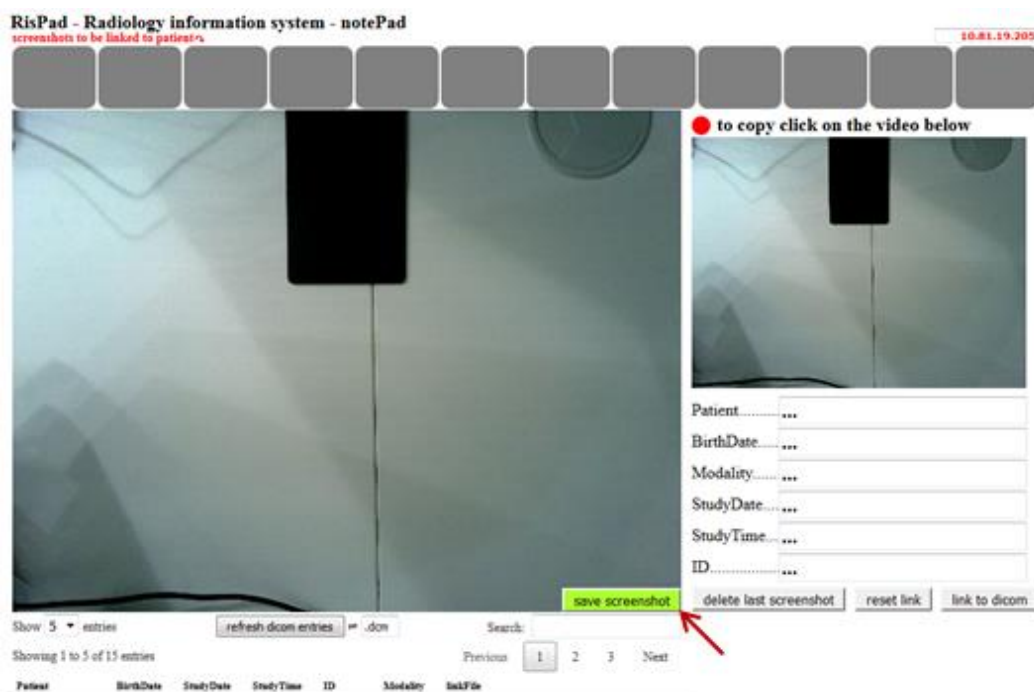 RisPad - Radiology information system - notePad
screenshots to be linked to patient
10.81.19.205
to copy click on the video below
Patient......... ...
BirthDate..... ...
Modality....... ...
StudyDate.... ...
StudyTime... ...
ID................. ...
save screenshot
delete last screenshot
reset link
link to dicom
Show 5 entries
refresh dicom entries
.dcm
Search:
Showing 1 to 5 of 15 entries
Previous 1 2 3 Next
Patient BirthDate StudyDate StudyTime ID Modality linkFile